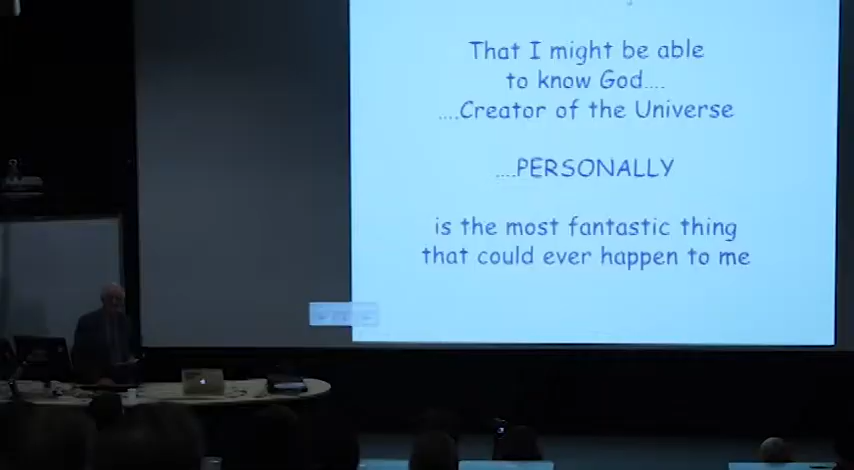 That I might be able
to know God....
....Creator of the Universe
....PERSONALLY
is the most fantastic thing
that could ever happen to me